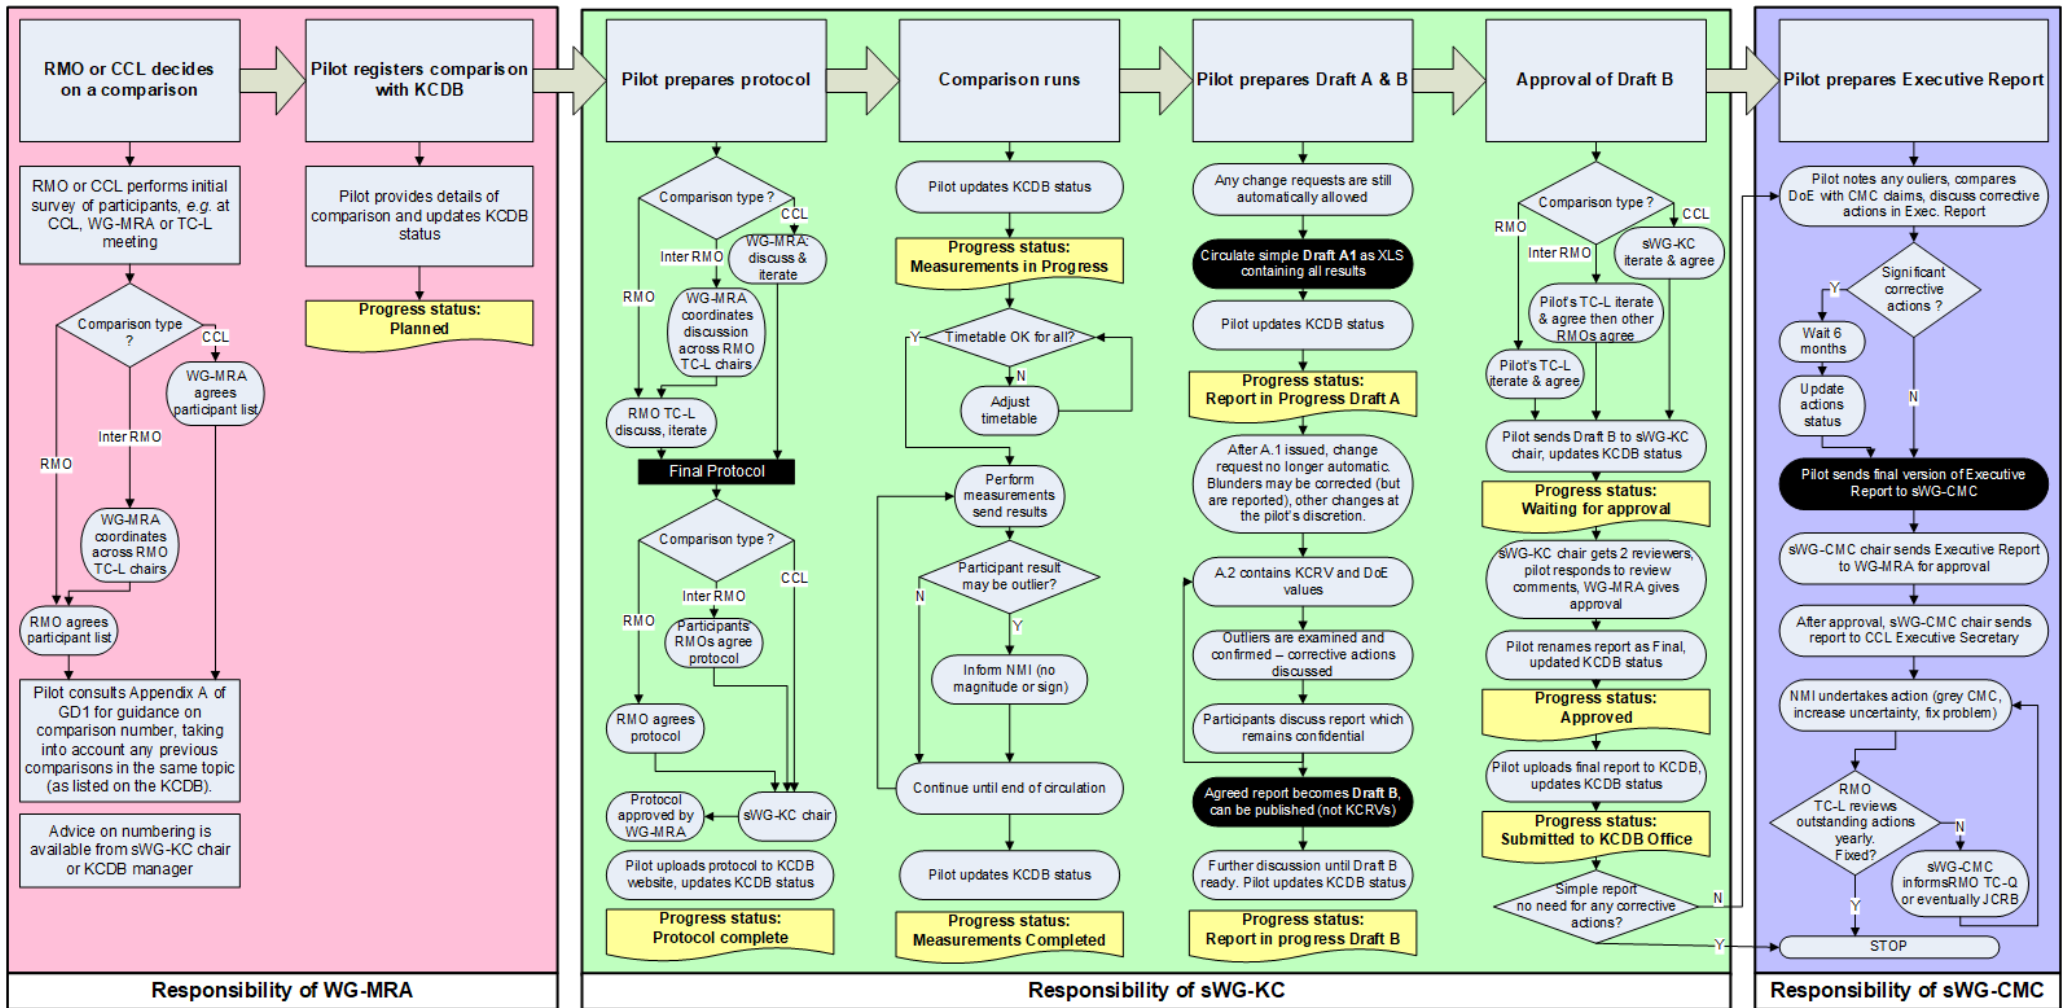 RMO or CCL decides
on a comparison
RMO or CCL performs initial
survey of participants, e.g. at
CCL, WG-MRA or TC-L
meeting
Comparison type
?
CCL
WG-MRA
agrees
participant list
Inter RMO
RMO
WG-MRA
coordinates
across RMO
TC-L chairs
RMO agrees
participant list
Pilot consults Appendix A of
GD1 for guidance on
comparison number, taking
into account any previous
comparisons in the same topic
(as listed on the KCDB).
Advice on numbering is
available from sWG-KC chair
or KCDB manager
Pilot registers comparison
with KCDB
Pilot provides details of
comparison and updates KCDB
status
Progress status:
Planned
Responsibility of WG-MRA
Pilot prepares protocol
Comparison type ?
CCL
WG-MRA:
discuss &
iterate
Inter RMO
RMO
WG-MRA
coordinates
discussion
across RMO
TC-L chairs
RMO TC-L
discuss, iterate
Final Protocol
Comparison type ?
CCL
Inter RMO
RMO
Participants'
RMOs agree
protocol
RMO agrees
protocol
Protocol
approved by
WG-MRA
sWG-KC chair
Pilot uploads protocol to KCDB
website, updates KCDB status
Progress status:
Protocol complete
Comparison runs
Pilot updates KCDB status
Progress status:
Measurements in Progress
Y
Timetable OK for all?
N
Adjust
timetable
Perform
measurements
send results
Participant result
may be outlier?
N
Y
Inform NMI (no
magnitude or sign)
Continue until end of circulation
Pilot updates KCDB status
Progress status:
Measurements Completed
Pilot prepares Draft A & B
Any change requests are still
automatically allowed
Circulate simple Draft A1 as XLS
containing all results
Pilot updates KCDB status
Progress status:
Report in Progress Draft A
After A.1 issued, change
request no longer automatic.
Blunders may be corrected (but
are reported), other changes at
the pilot's discretion.
A.2 contains KCRV and DoE
values
Outliers are examined and
confirmed – corrective actions
discussed
Participants discuss report which
remains confidential
Agreed report becomes Draft B,
can be published (not KCRVs)
Further discussion until Draft B
ready. Pilot updates KCDB status
Progress status:
Report in progress Draft B
Approval of Draft B
Comparison type ?
CCL
RMO
Inter RMO
sWG-KC
iterate & agree
Pilot's TC-L iterate
& agree then other
RMOs agree
Pilot's TC-L
iterate & agree
Pilot sends Draft B to sWG-KC
chair, updates KCDB status
Progress status:
Waiting for approval
sWG-KC chair gets 2 reviewers,
pilot responds to review
comments, WG-MRA gives
approval
Pilot renames report as Final,
updated KCDB status
Progress status:
Approved
Pilot uploads final report to KCDB,
updates KCDB status
Progress status:
Submitted to KCDB Office
Simple report
no need for any corrective
actions?
N
Y
Responsibility of sWG-KC
Pilot prepares Executive Report
Pilot notes any ouliers, compares
DoE with CMC claims, discuss corrective
actions in Exec. Report
Significant
corrective
actions ?
Y
Wait 6
months
Update
actions
status
N
Pilot sends final version of Executive
Report to sWG-CMC
sWG-CMC chair sends Executive Report
to WG-MRA for approval
After approval, sWG-CMC chair sends
report to CCL Executive Secretary
NMI undertakes action (grey CMC,
increase uncertainty, fix problem)
RMO
TC-L reviews
outstanding actions
yearly.
Fixed?
N
sWG-CMC
informsRMO TC-Q
or eventually JCRB
Y
STOP
Responsibility of sWG-CMC